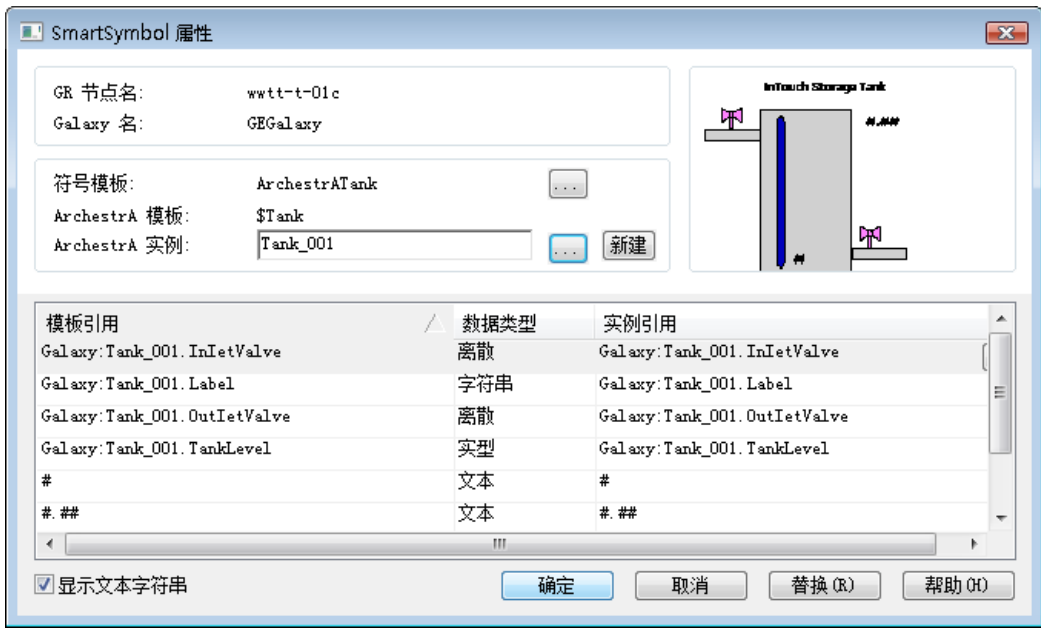 SmartSymbol 属性
GR 节点名: wwtt-t-01c
Galaxy 名: GEGalaxy
InTouch Storage Tank
#.##
#
符号模板: ArchestrATank ...
ArchestrA 模板: $Tank
ArchestrA 实例: Tank_001 ... 新建
模板引用 数据类型 实例引用
Galaxy:Tank_001.InIetValve 离散 Galaxy:Tank_001.InIetValve
Galaxy:Tank_001.Label 字符串 Galaxy:Tank_001.Label
Galaxy:Tank_001.OutIetValve 离散 Galaxy:Tank_001.OutIetValve
Galaxy:Tank_001.TankLevel 实型 Galaxy:Tank_001.TankLevel
# 文本 #
#.## 文本 #.##
显示文本字符串 确定 取消 替换(R) 帮助(H)